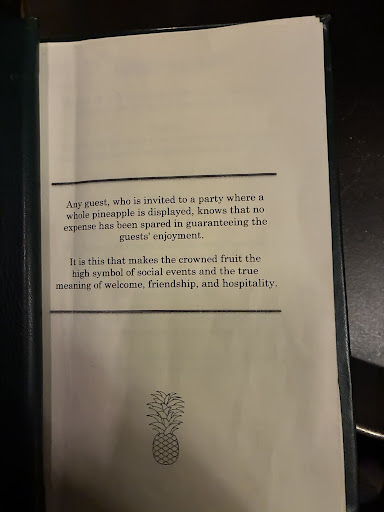 Any guest, who is invited to a party where a
whole pineapple is displayed, knows that no
expense has been spared in guaranteeing the
guests' enjoyment.
It is this that makes the crowned fruit the
high symbol of social events and the true
meaning of welcome, friendship, and hospitality.